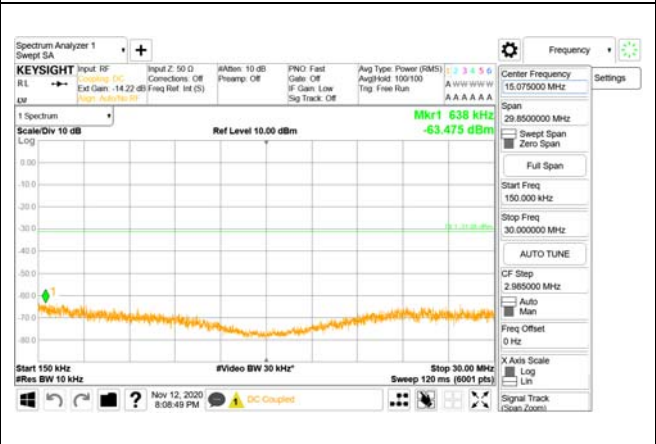 Spectrum Analyzer 1
Swept SA
Frequency
KEYSIGHT
RL
Input: RF
Coupling: DC
Ext Gain: -14.22 dB
Align: Auto/No RF
Input Z: 50 Ω
Corrections: Off
Freq Ref: Int (S)
#Atten: 10 dB
Preamp: Off
PNO: Fast
Gate: Off
IF Gain: Low
Sig Track: Off
Avg Type: Power (RMS)
Avg|Hold: 100/100
Trig: Free Run
1 2 3 4 5 6
A W W W W W
A A A A A A
1 Spectrum
Scale/Div 10 dB
Log
Ref Level 10.00 dBm
Mkr1 638 kHz
-63.475 dBm
0.00
-10.0
-20.0
-30.0
-40.0
-50.0
-60.0
-70.0
-80.0
1
Start 150 kHz
#Res BW 10 kHz
#Video BW 30 kHz*
Stop 30.00 MHz
Sweep 120 ms (6001 pts)
Nov 12, 2020
8:08:49 PM
DC Coupled
Center Frequency
15.075000 MHz
Settings
Span
29.8500000 MHz
Swept Span
Zero Span
Full Span
Start Freq
150.000 kHz
Stop Freq
30.000000 MHz
AUTO TUNE
CF Step
2.985000 MHz
Auto
Man
Freq Offset
0 Hz
X Axis Scale
Log
Lin
Signal Track
(Span Zoom)